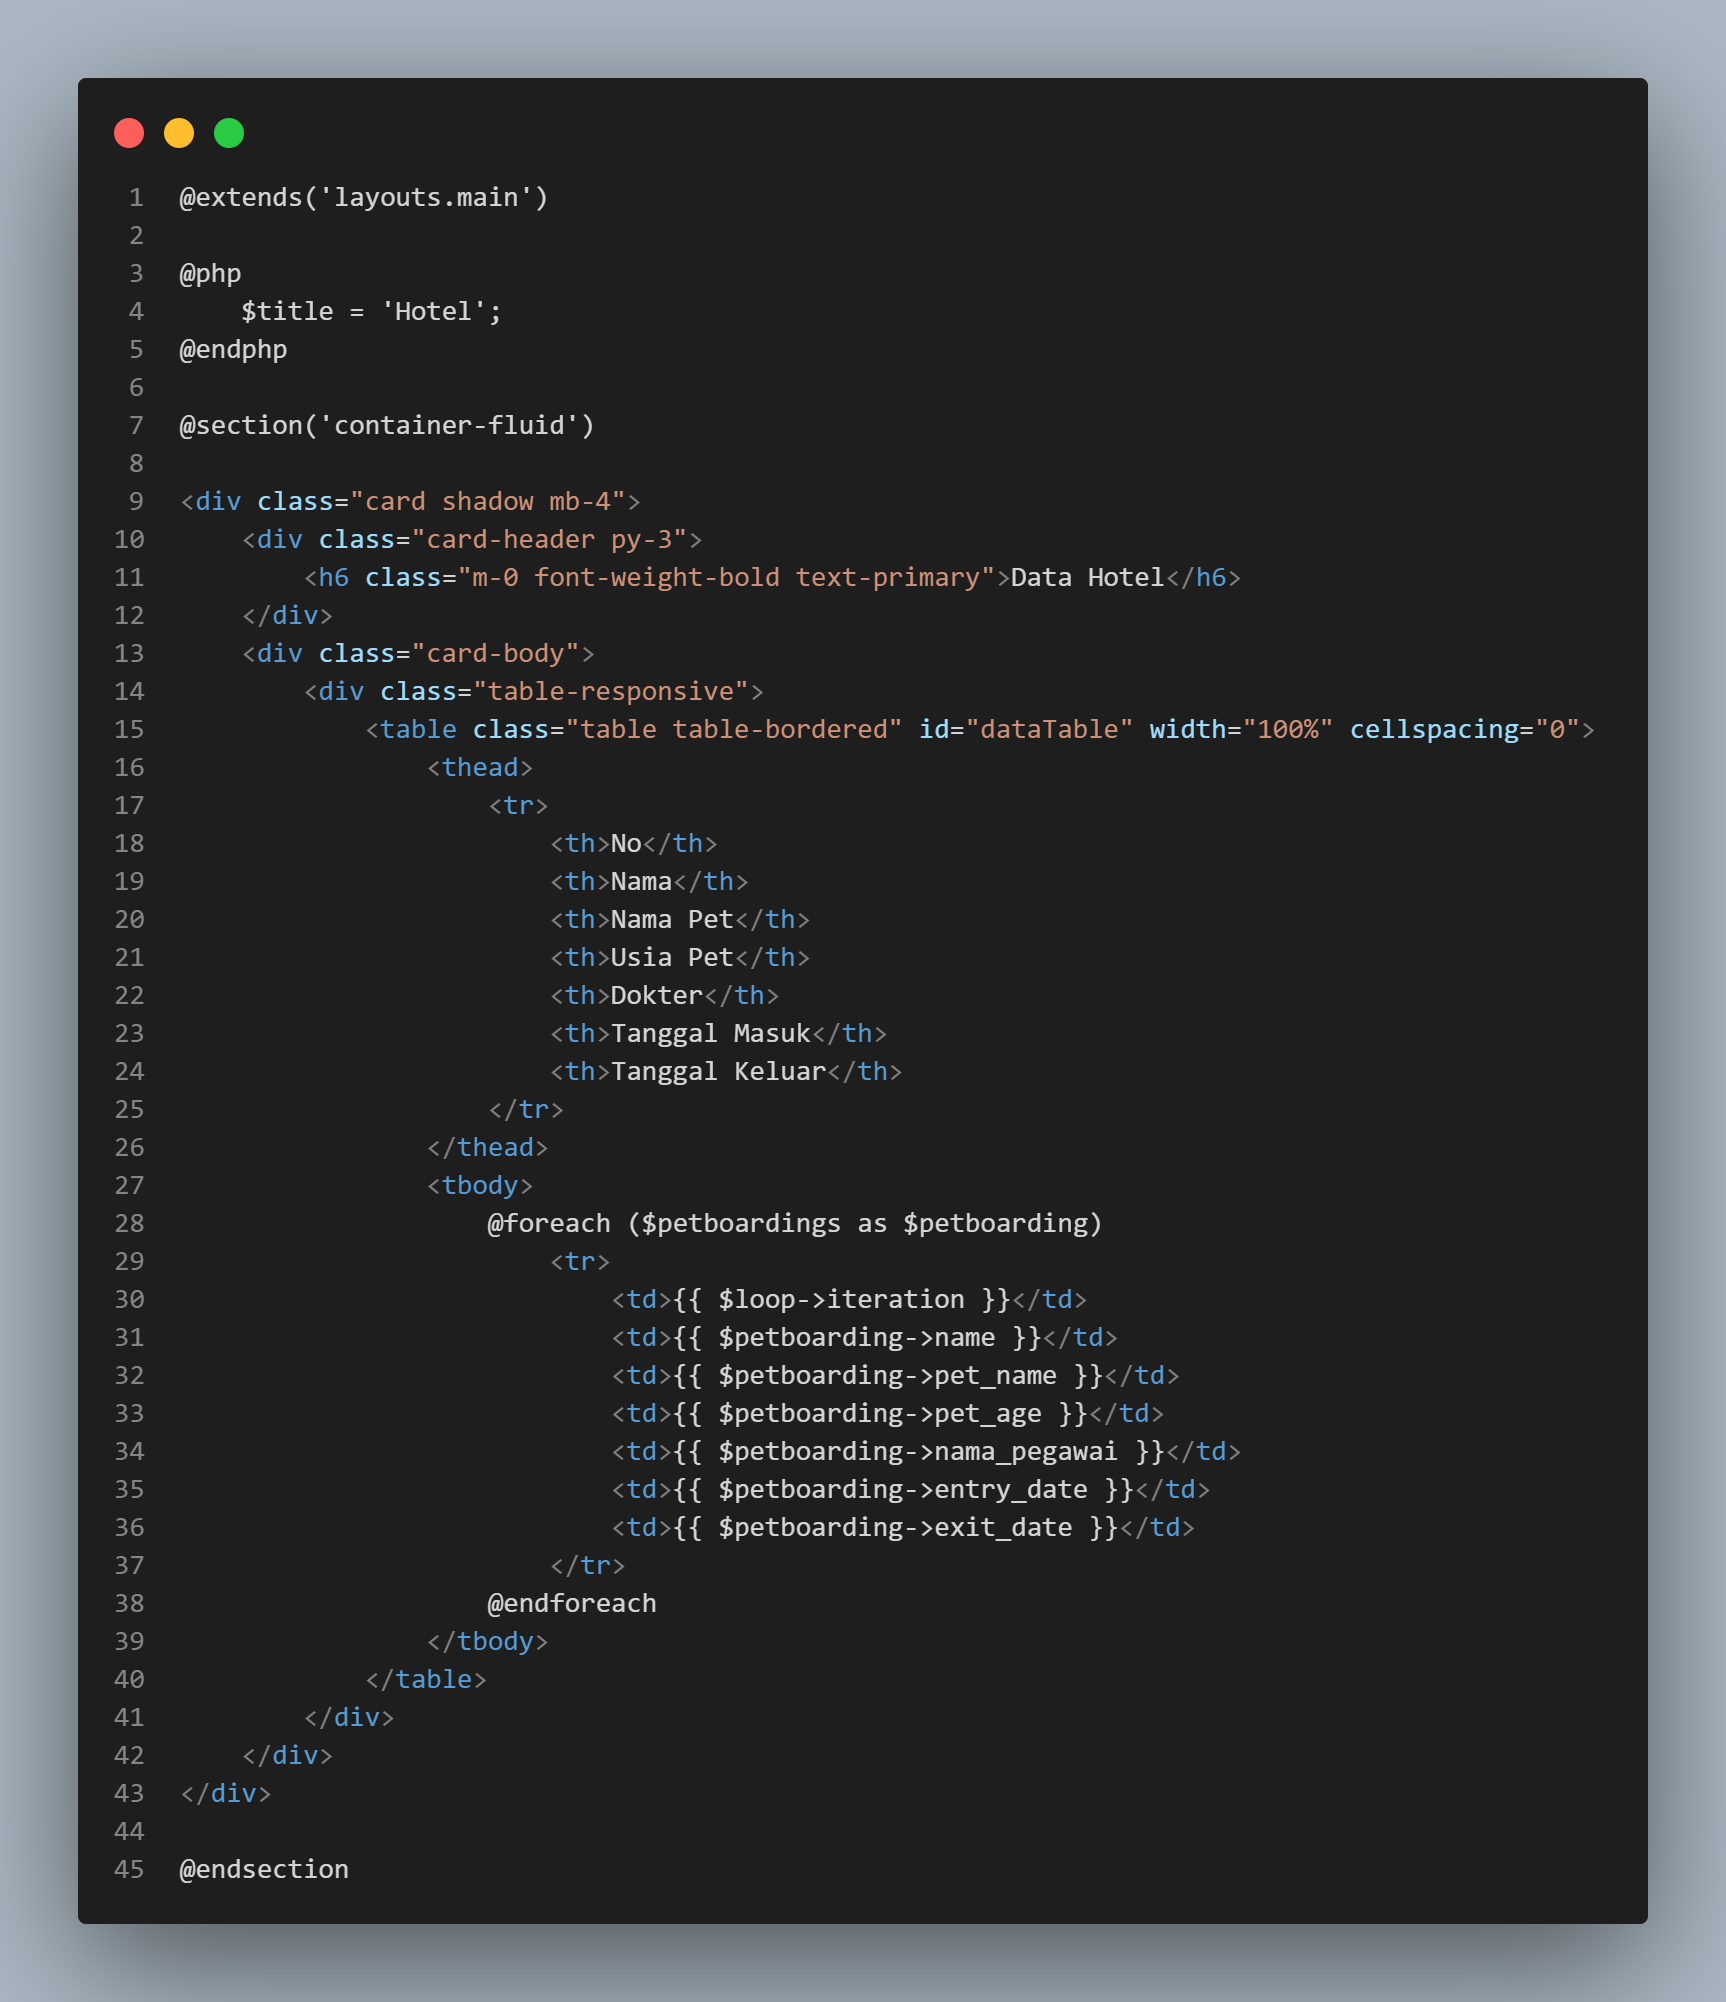 1 @extends('layouts.main')
2
3 @php
4     $title = 'Hotel';
5 @endphp
6
7 @section('container-fluid')
8
9 <div class="card shadow mb-4">
10     <div class="card-header py-3">
11         <h6 class="m-0 font-weight-bold text-primary">Data Hotel</h6>
12     </div>
13     <div class="card-body">
14         <div class="table-responsive">
15             <table class="table table-bordered" id="dataTable" width="100%" cellspacing="0">
16                 <thead>
17                     <tr>
18                         <th>No</th>
19                         <th>Nama</th>
20                         <th>Nama Pet</th>
21                         <th>Usia Pet</th>
22                         <th>Dokter</th>
23                         <th>Tanggal Masuk</th>
24                         <th>Tanggal Keluar</th>
25                     </tr>
26                 </thead>
27                 <tbody>
28                     @foreach ($petboardings as $petboarding)
29                         <tr>
30                             <td>{{ $loop->iteration }}</td>
31                             <td>{{ $petboarding->name }}</td>
32                             <td>{{ $petboarding->pet_name }}</td>
33                             <td>{{ $petboarding->pet_age }}</td>
34                             <td>{{ $petboarding->nama_pegawai }}</td>
35                             <td>{{ $petboarding->entry_date }}</td>
36                             <td>{{ $petboarding->exit_date }}</td>
37                         </tr>
38                     @endforeach
39                 </tbody>
40             </table>
41         </div>
42     </div>
43 </div>
44
45 @endsection